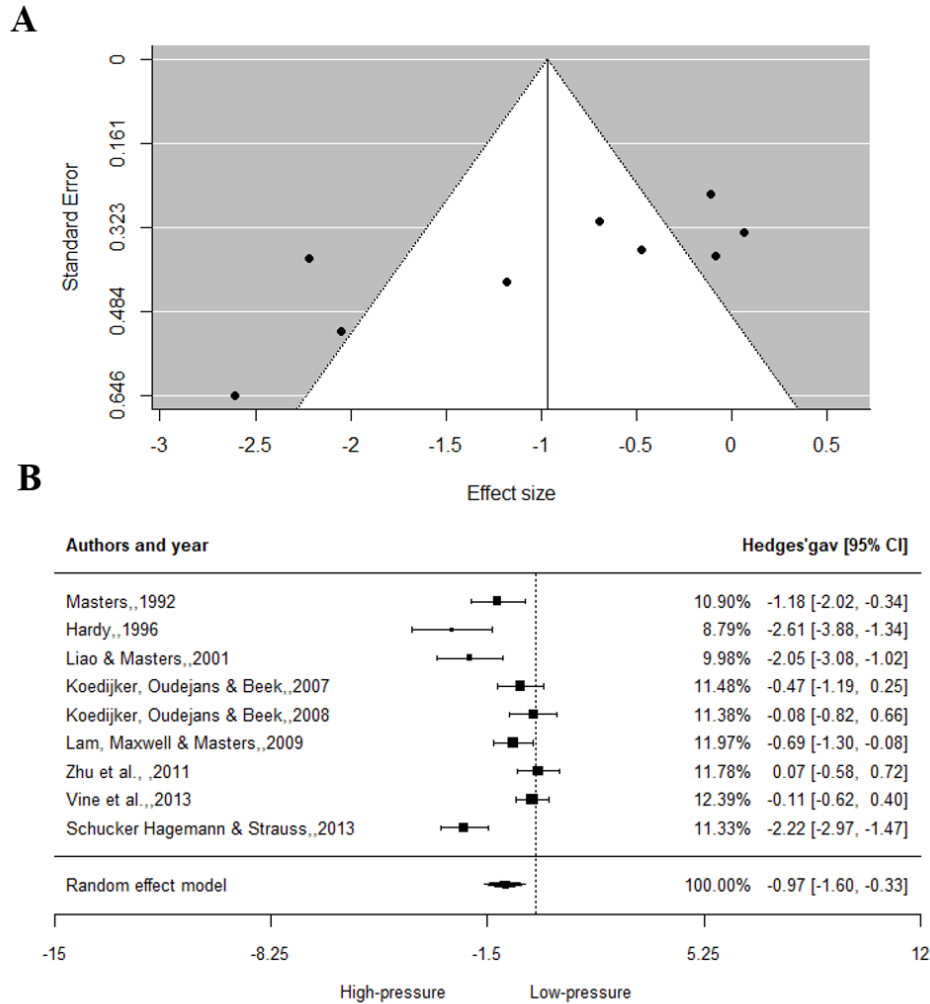 A
0
0.161
0.323
0.484
0.646
Standard Error
-3 -2.5 -2 -1.5 -1 -0.5 0 0.5
Effect size
B
Authors and year Hedges'gav [95% CI]
Masters,,1992 10.90% -1.18 [-2.02, -0.34]
Hardy,,1996 8.79% -2.61 [-3.88, -1.34]
Liao & Masters,,2001 9.98% -2.05 [-3.08, -1.02]
Koedijker, Oudejans & Beek,,2007 11.48% -0.47 [-1.19, 0.25]
Koedijker, Oudejans & Beek,,2008 11.38% -0.08 [-0.82, 0.66]
Lam, Maxwell & Masters,,2009 11.97% -0.69 [-1.30, -0.08]
Zhu et al., ,2011 11.78% 0.07 [-0.58, 0.72]
Vine et al.,,2013 12.39% -0.11 [-0.62, 0.40]
Schucker Hagemann & Strauss,,2013 11.33% -2.22 [-2.97, -1.47]
Random effect model 100.00% -0.97 [-1.60, -0.33]
-15 -8.25 -1.5 5.25 12
High-pressure Low-pressure